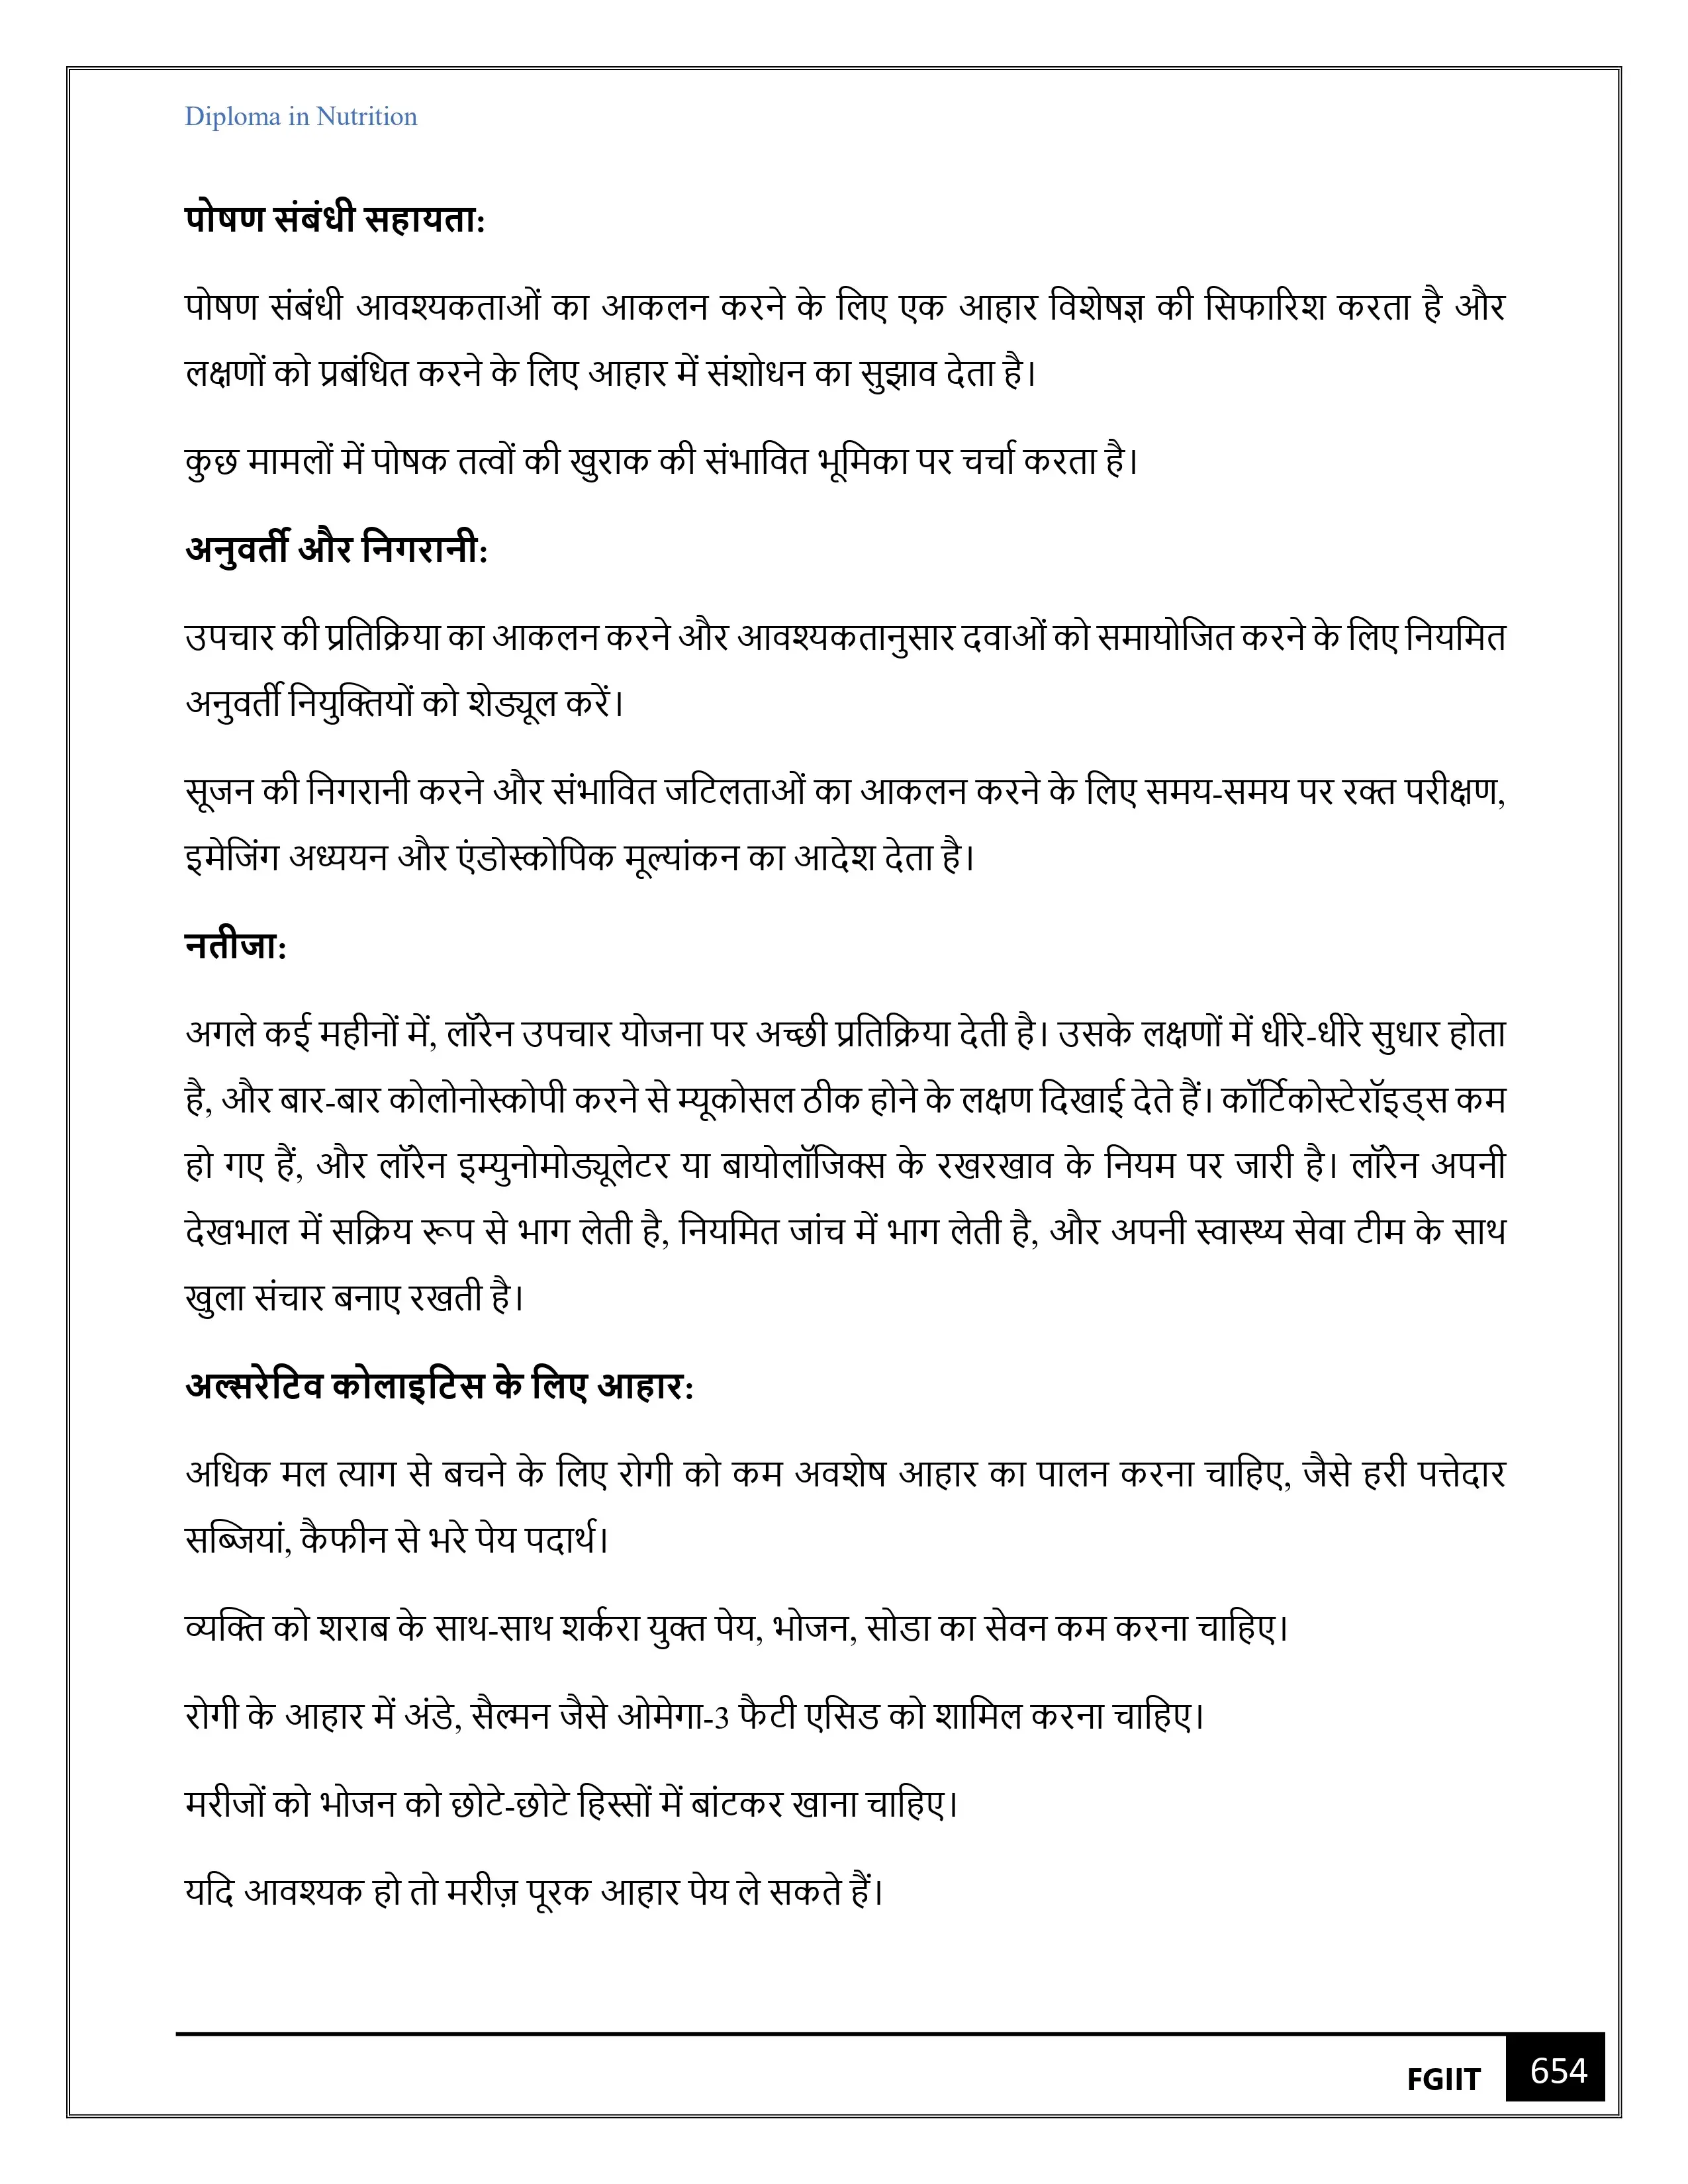 Diploma in Nutrition
पोषण संबंधी सहायता:
पोषण संबंधी आवश्यकताओं का आकलन करने के लिए एक आहार विशेषज्ञ की सिफारिश करता है और
लक्षणों को प्रबंधित करने के लिए आहार में संशोधन का सुझाव देता है।
कुछ मामलों में पोषक तत्वों की खुराक की संभावित भूमिका पर चर्चा करता है।
अनुवर्ती और निगरानी:
उपचार की प्रतिक्रिया का आकलन करने और आवश्यकतानुसार दवाओं को समायोजित करने के लिए नियमित
अनुवर्ती नियुक्तियों को शेड्यूल करें।
सूजन की निगरानी करने और संभावित जटिलताओं का आकलन करने के लिए समय-समय पर रक्त परीक्षण,
इमेजिंग अध्ययन और एंडोस्कोपिक मूल्यांकन का आदेश देता है।
नतीजा:
अगले कई महीनों में, लॉरेन उपचार योजना पर अच्छी प्रतिक्रिया देती है। उसके लक्षणों में धीरे-धीरे सुधार होता
है, और बार-बार कोलोनोस्कोपी करने से म्यूकोसल ठीक होने के लक्षण दिखाई देते हैं। कॉर्टिकोस्टेरॉइड्स कम
हो गए हैं, और लॉरेन इम्युनोमोड्यूलेटर या बायोलॉजिक्स के रखरखाव के नियम पर जारी है। लॉरेन अपनी
देखभाल में सक्रिय रूप से भाग लेती है, नियमित जांच में भाग लेती है, और अपनी स्वास्थ्य सेवा टीम के साथ
खुला संचार बनाए रखती है।
अल्सरेटिव कोलाइटिस के लिए आहार:
अधिक मल त्याग से बचने के लिए रोगी को कम अवशेष आहार का पालन करना चाहिए, जैसे हरी पत्तेदार
सब्जियां, कैफीन से भरे पेय पदार्थ।
व्यक्ति को शराब के साथ-साथ शर्करा युक्त पेय, भोजन, सोडा का सेवन कम करना चाहिए।
रोगी के आहार में अंडे, सैल्मन जैसे ओमेगा-3 फैटी एसिड को शामिल करना चाहिए।
मरीजों को भोजन को छोटे-छोटे हिस्सों में बांटकर खाना चाहिए।
यदि आवश्यक हो तो मरीज़ पूरक आहार पेय ले सकते हैं।
FGIIT 654